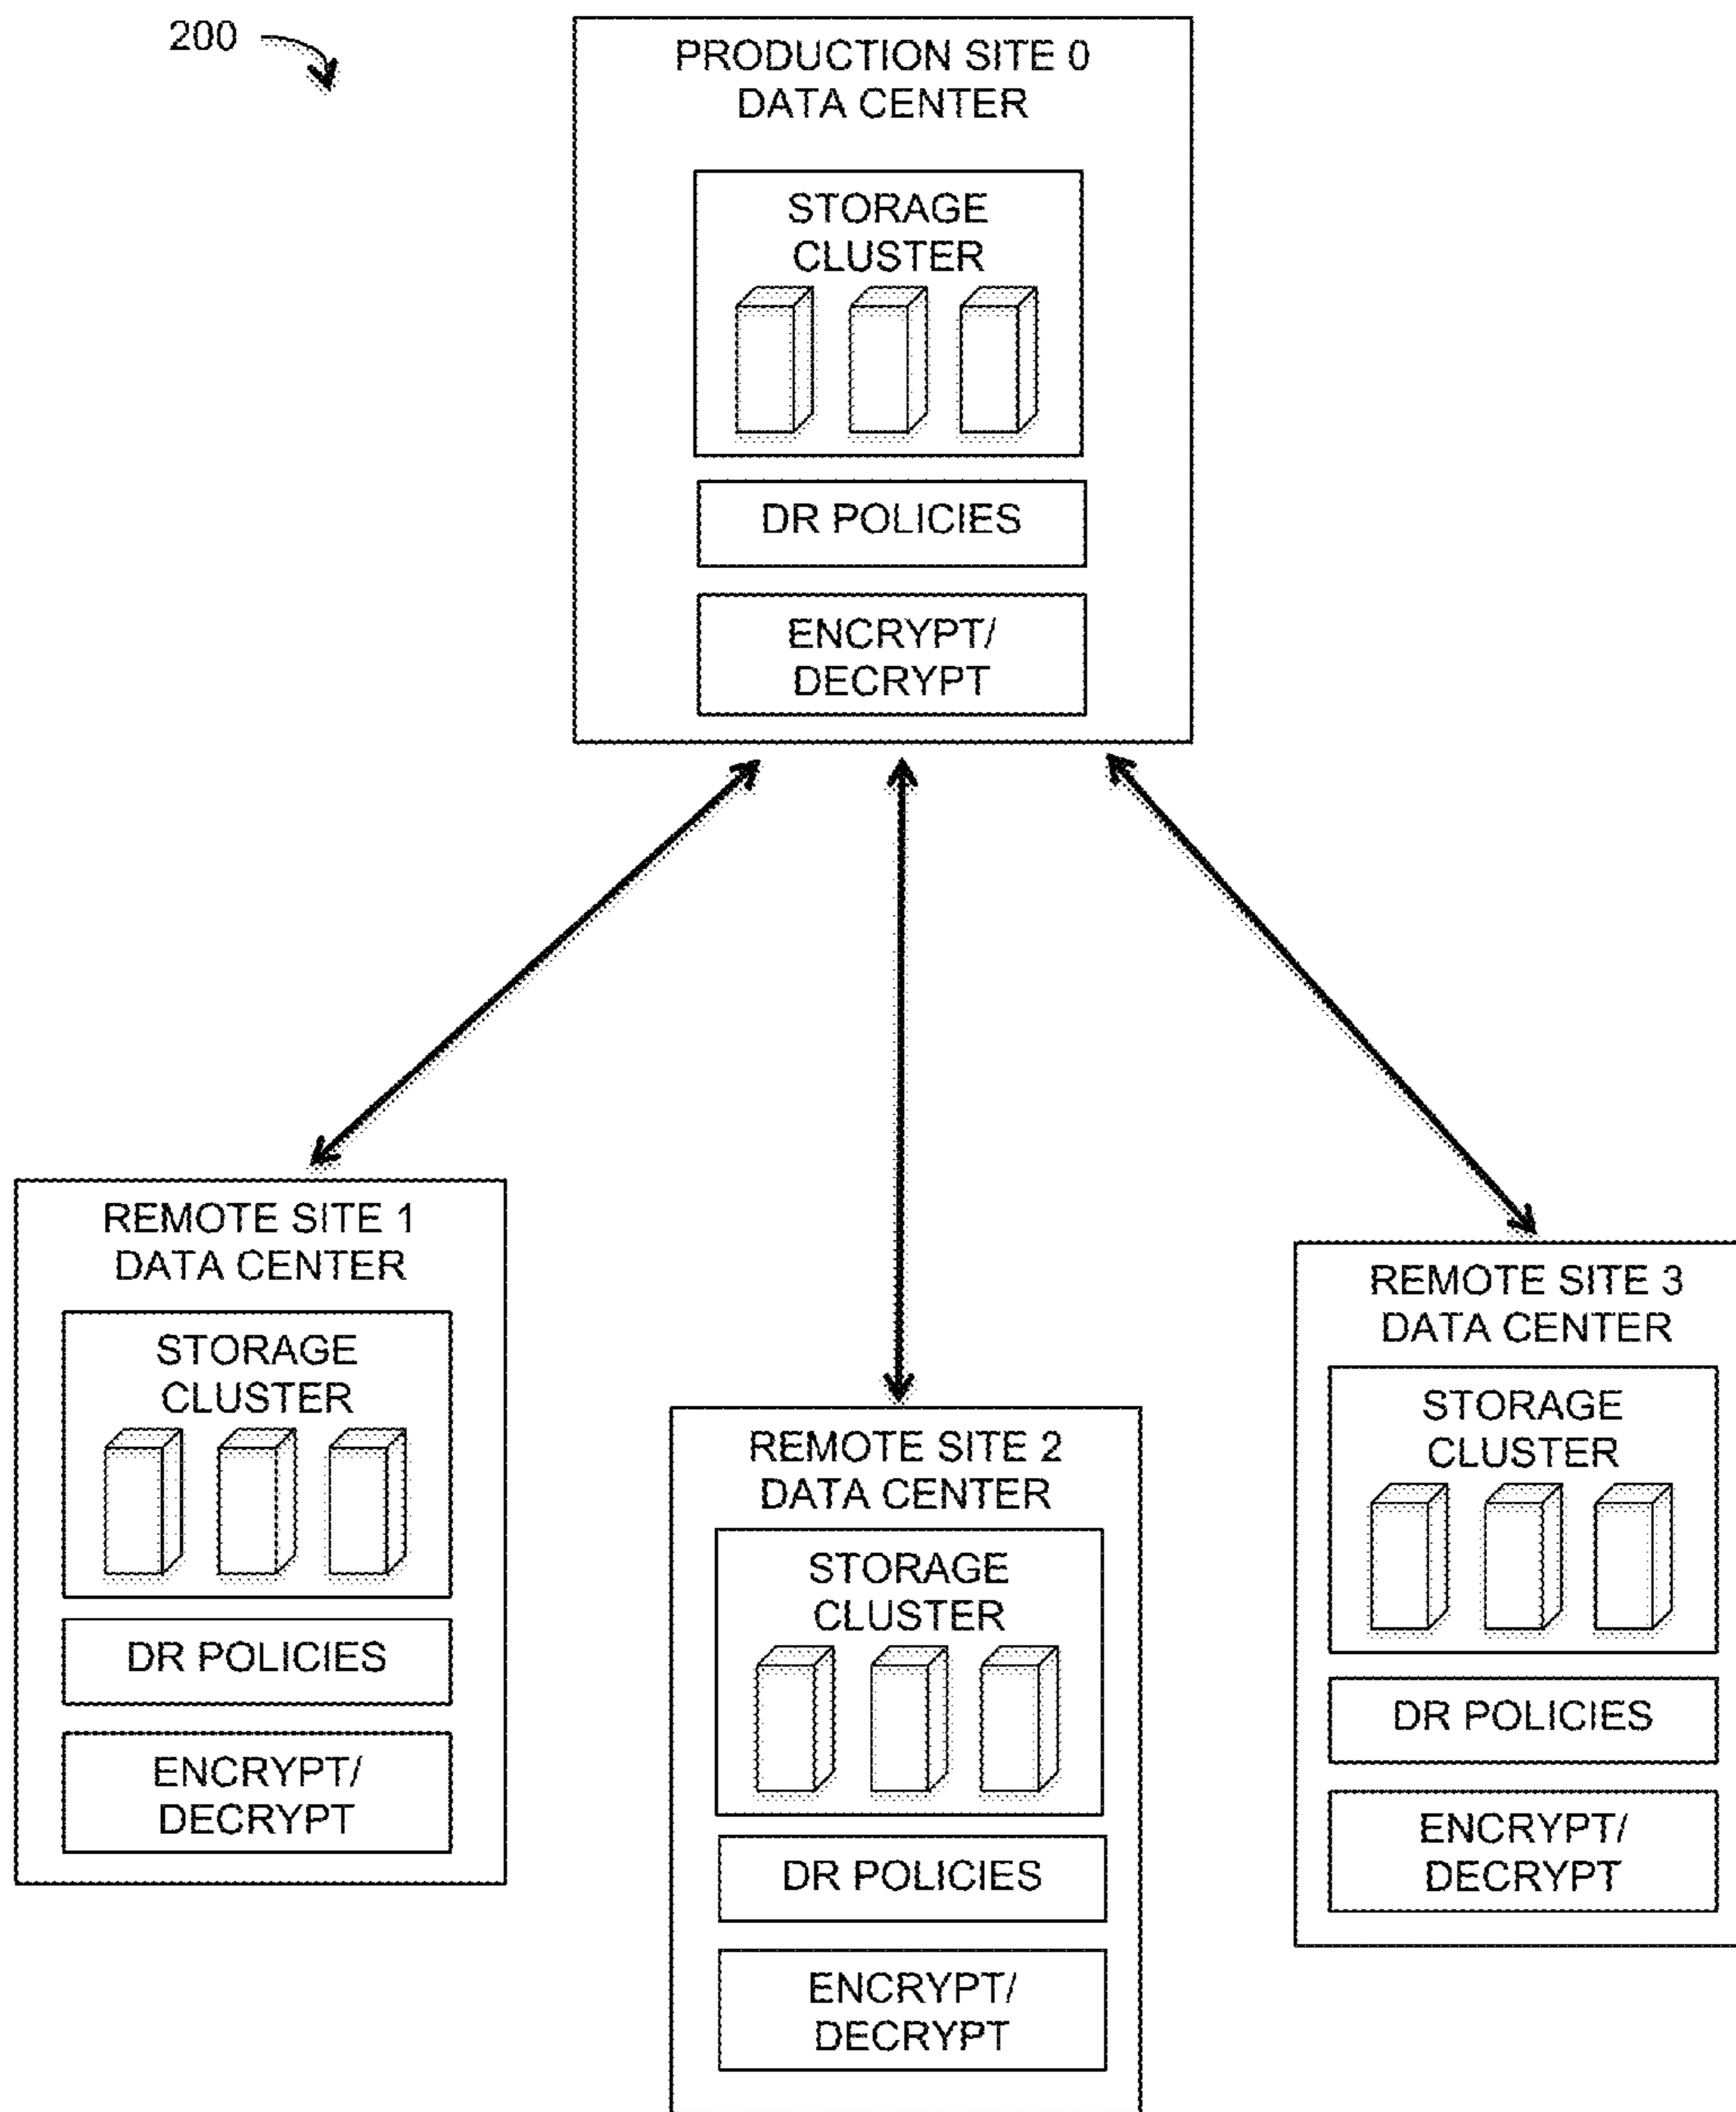 200
PRODUCTION SITE 0
DATA CENTER
STORAGE
CLUSTER
DR POLICIES
ENCRYPT/
DECRYPT
REMOTE SITE 1
DATA CENTER
STORAGE
CLUSTER
DR POLICIES
ENCRYPT/
DECRYPT
REMOTE SITE 2
DATA CENTER
STORAGE
CLUSTER
DR POLICIES
ENCRYPT/
DECRYPT
REMOTE SITE 3
DATA CENTER
STORAGE
CLUSTER
DR POLICIES
ENCRYPT/
DECRYPT